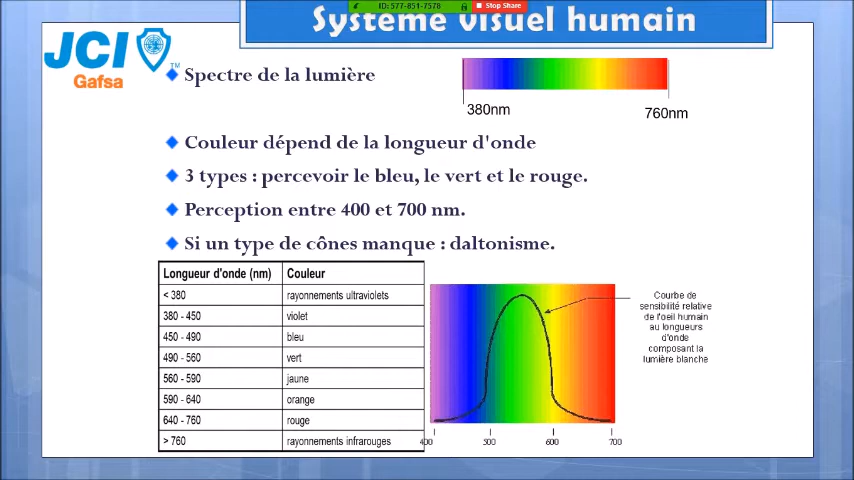 ID: 577-851-7578
Stop Share
Système visuel humain
JCI
TM
Gafsa
Spectre de la lumière
380nm
760nm
Couleur dépend de la longueur d'onde
3 types : percevoir le bleu, le vert et le rouge.
Perception entre 400 et 700 nm.
Si un type de cônes manque : daltonisme.
Longueur d'onde (nm) Couleur
< 380 rayonnements ultraviolets
380 - 450 violet
450 - 490 bleu
490 - 560 vert
560 - 590 jaune
590 - 640 orange
640 - 760 rouge
> 760 rayonnements infrarouges
Courbe de
sensibilité relative
de l'oeil humain
au longueurs
d'onde
composant la
lumière blanche
400 500 600 700